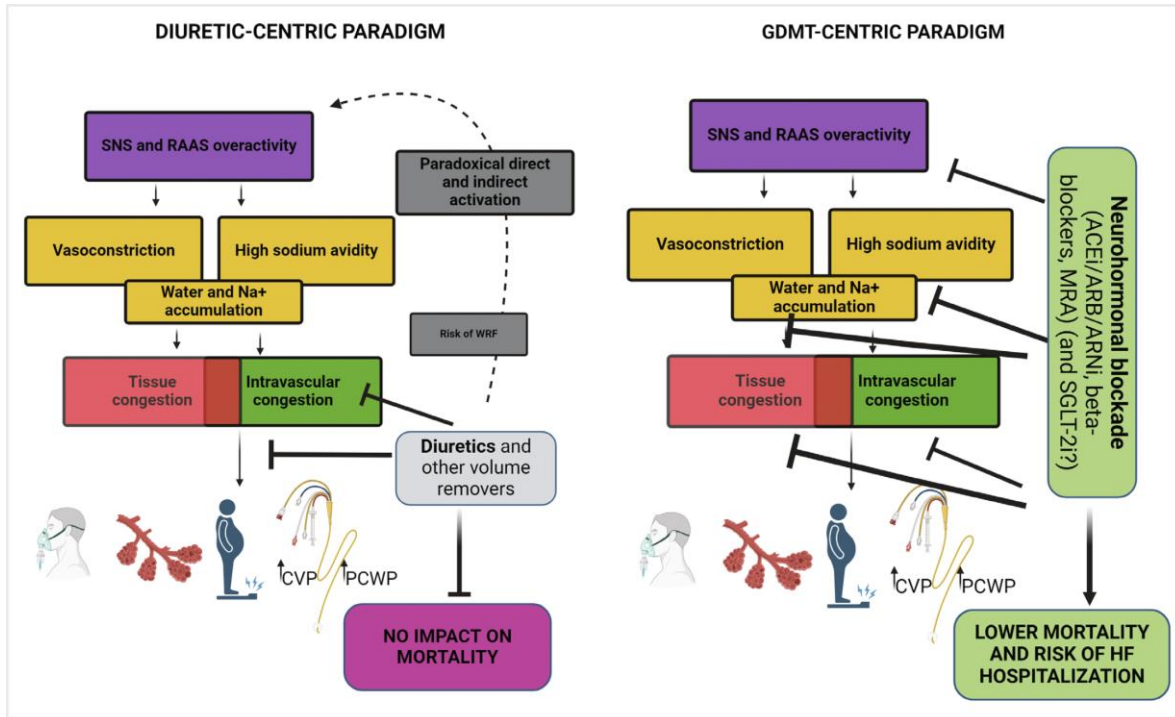 DIURETIC-CENTRIC PARADIGM
SNS and RAAS overactivity
Paradoxical direct
and indirect
activation
Vasoconstriction
High sodium avidity
Water and Na+
accumulation
Risk of WRF
Tissue
congestion
Intravascular
congestion
Diuretics and
other volume
removers
↑CVP
↑PCWP
NO IMPACT ON
MORTALITY
GDMT-CENTRIC PARADIGM
SNS and RAAS overactivity
Vasoconstriction
High sodium avidity
Water and Na+
accumulation
Tissue
congestion
Intravascular
congestion
Neurohormonal blockade
(ACEi/ARB/ARNi, beta-
blockers, MRA) (and SGLT-2i?)
↑CVP
↑PCWP
LOWER MORTALITY
AND RISK OF HF
HOSPITALIZATION